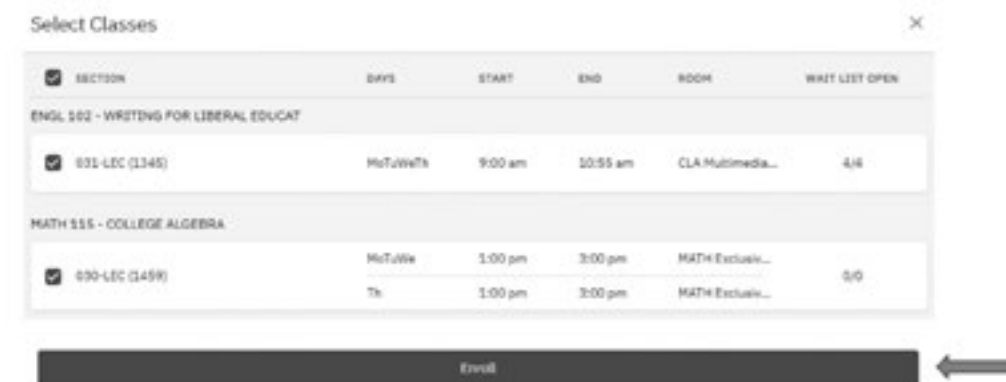 Select Classes ×
SECTION DAYS START END ROOM WAIT LIST OPEN
ENGL 102 - WRITING FOR LIBERAL EDUCAT
031-LEC (1345) MoTuWeTh 9:00 am 10:55 am CLA Multimedia... 4/4
MATH 115 - COLLEGE ALGEBRA
030-LEC (1459) MoTuWe 1:00 pm 3:00 pm MATH Exclusiv... 0/0
Th 1:00 pm 3:00 pm MATH Exclusiv...
Enroll